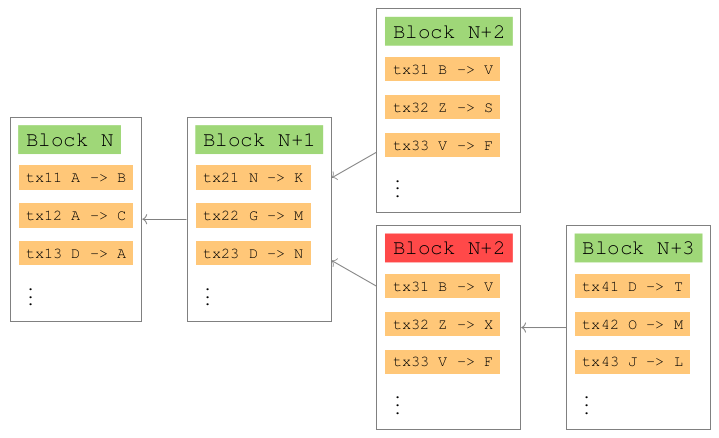 Block N
tx11 A -> B
tx12 A -> C
tx13 D -> A
⋮
Block N+1
tx21 N -> K
tx22 G -> M
tx23 D -> N
⋮
Block N+2
tx31 B -> V
tx32 Z -> S
tx33 V -> F
⋮
Block N+2
tx31 B -> V
tx32 Z -> X
tx33 V -> F
⋮
Block N+3
tx41 D -> T
tx42 O -> M
tx43 J -> L
⋮